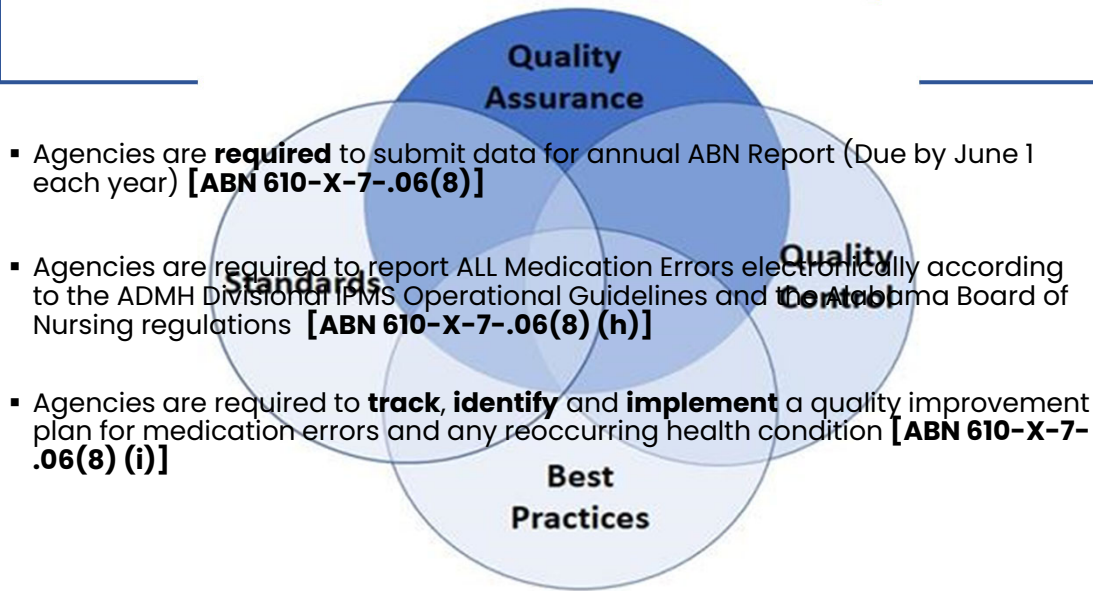 Quality
Assurance
▪ Agencies are required to submit data for annual ABN Report (Due by June 1
each year) [ABN 610-X-7-.06(8)]
▪ Agencies are required to report ALL Medication Errors electronically according
to the ADMH Divisional IPMS Operational Guidelines and the Alabama Board of
Nursing regulations [ABN 610-X-7-.06(8) (h)]
Standards
Quality
Control
▪ Agencies are required to track, identify and implement a quality improvement
plan for medication errors and any reoccurring health condition [ABN 610-X-7-
.06(8) (i)]
Best
Practices